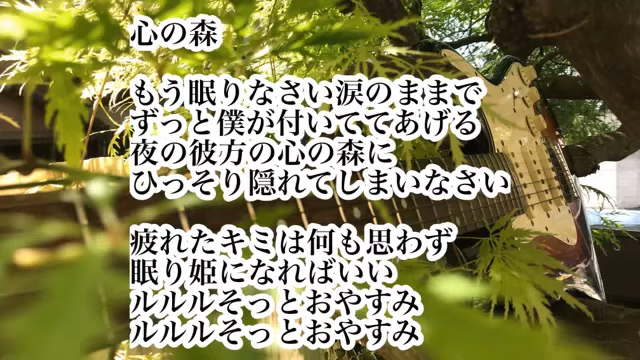 心の森
もう眠りなさい涙のままで
ずっと僕が付いててあげる
夜の彼方の心の森に
ひっそり隠れてしまいなさい
疲れたキミは何も思わず
眠り姫になればいい
ルルルそっとおやすみ
ルルルそっとおやすみ